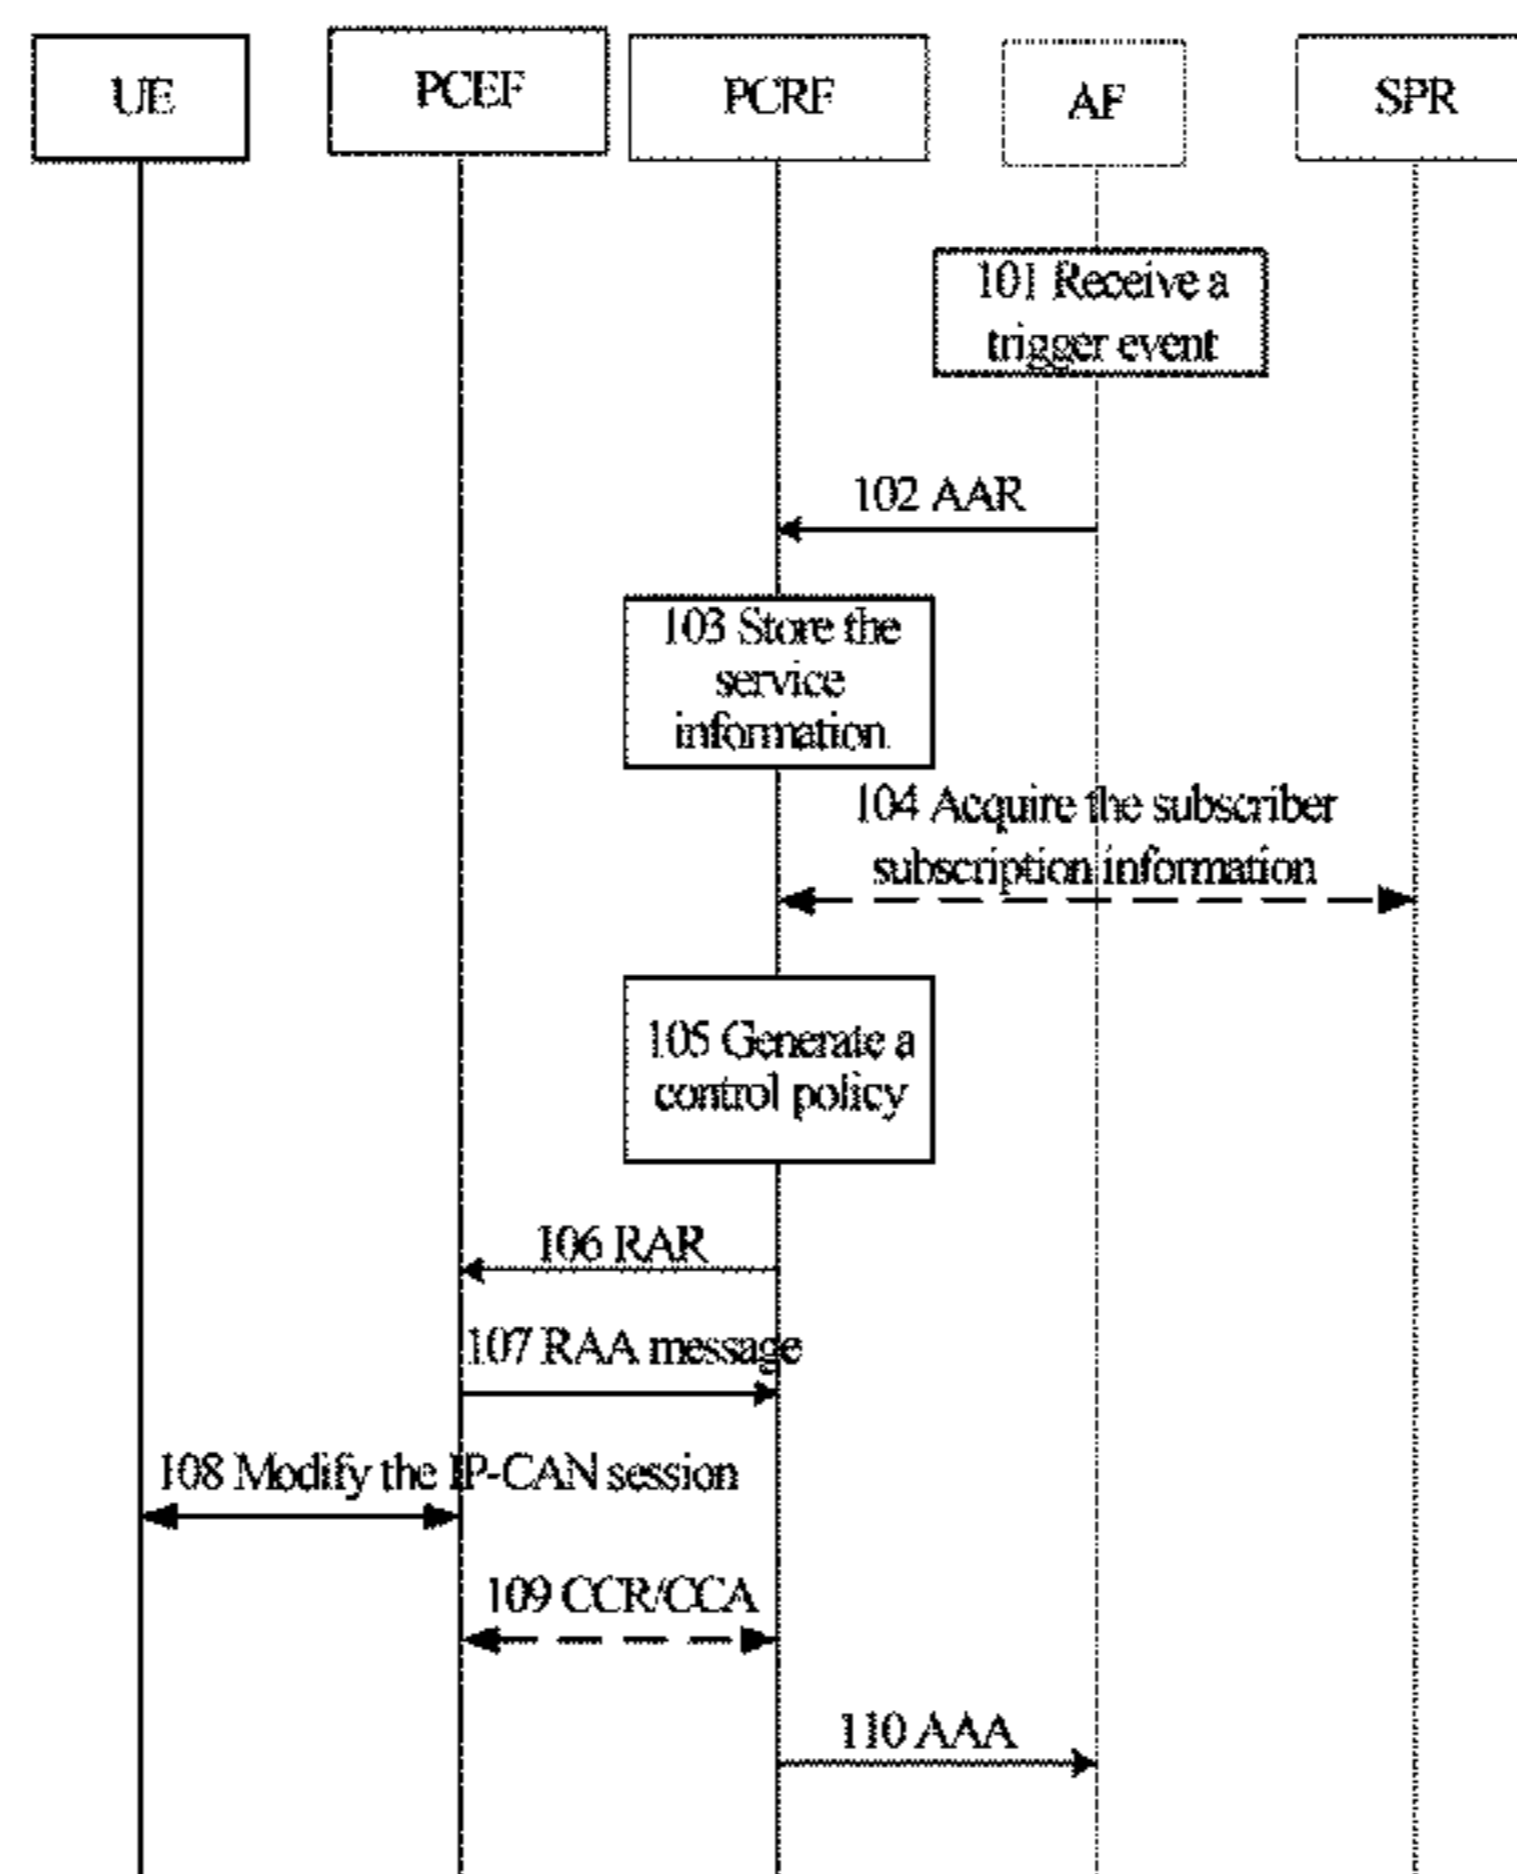 UE
PCEF
PCRF
AF
SPR
101 Receive a
trigger event
102 AAR
103 Store the
service
information
104 Acquire the subscriber
subscription information
105 Generate a
control policy
106 RAR
107 RAA message
108 Modify the IP-CAN session
109 CCR/CCA
110 AAA